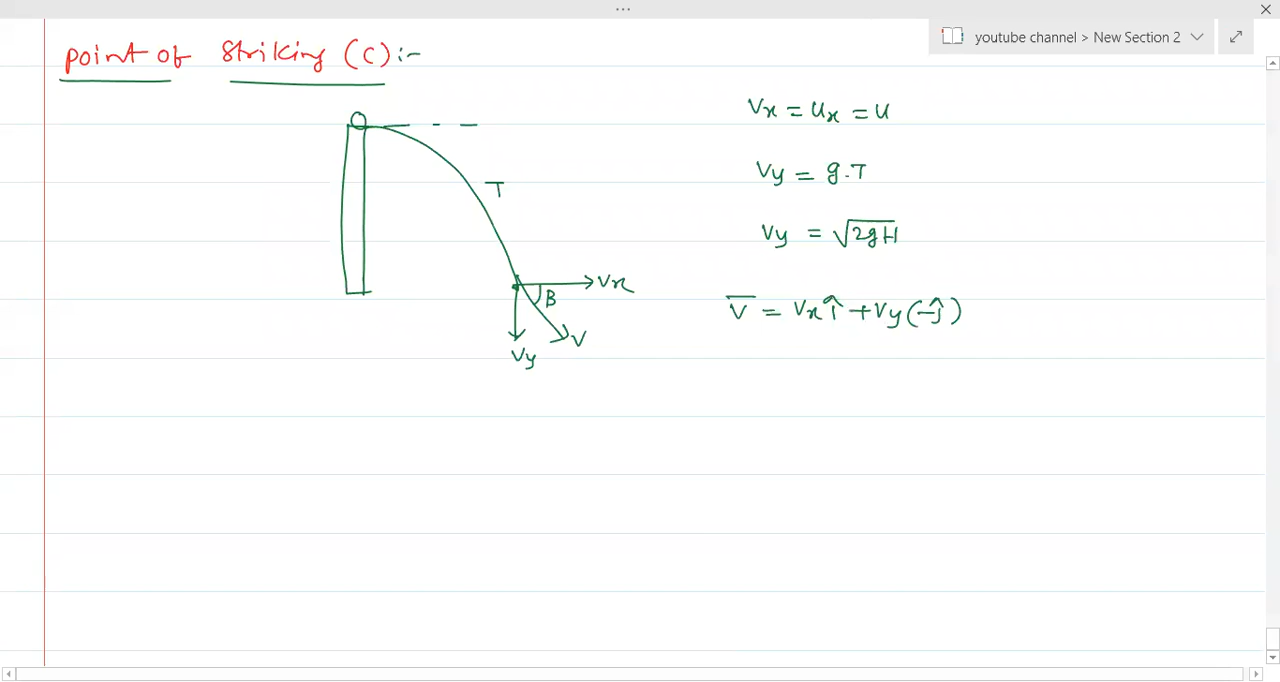 ...
youtube channel > New Section 2
point of Striking (C) :-
Vx = Ux = U
Vy = g.T
T
Vy = √2gH
Vx
B
V̅ = Vx î + Vy (-ĵ)
V
Vy